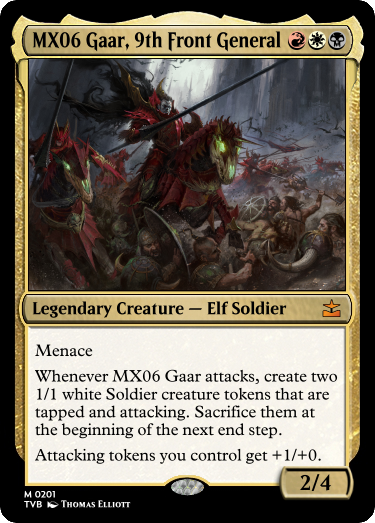 MX06 Gaar, 9th Front General
Legendary Creature — Elf Soldier
Menace
Whenever MX06 Gaar attacks, create two
1/1 white Soldier creature tokens that are
tapped and attacking. Sacrifice them at
the beginning of the next end step.
Attacking tokens you control get +1/+0.
2/4
M 0201
TVB Thomas Elliott